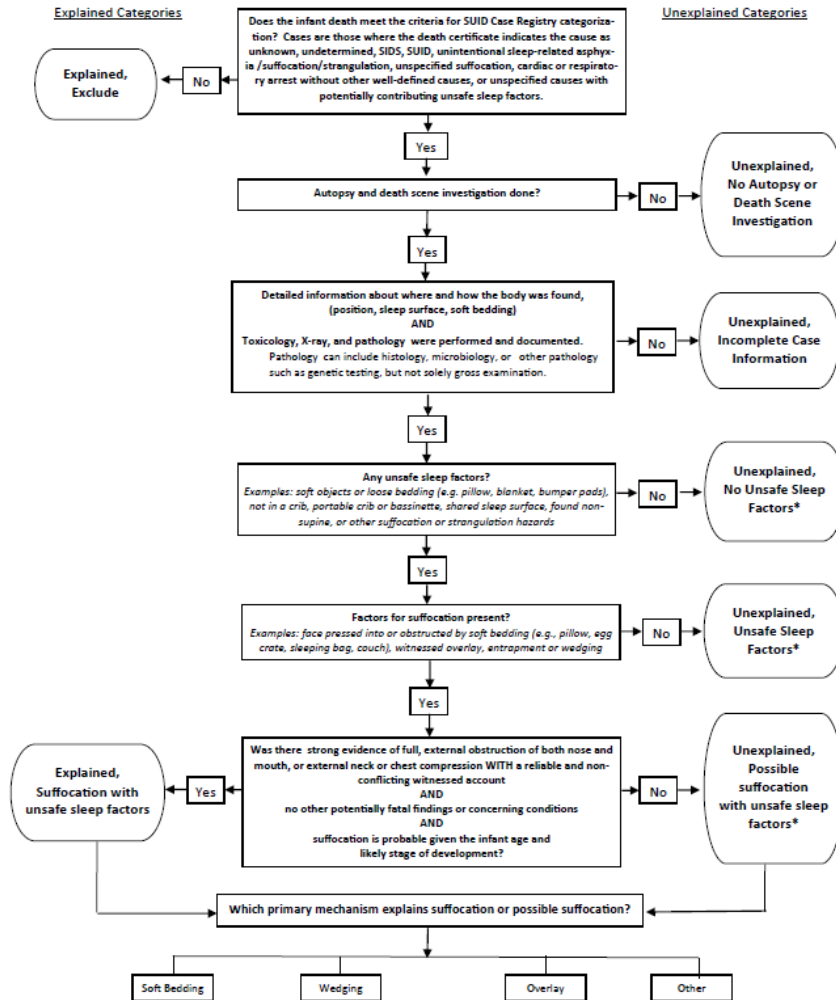 Explained Categories
Unexplained Categories
Does the infant death meet the criteria for SUID Case Registry categoriza-
tion? Cases are those where the death certificate indicates the cause as
unknown, undetermined, SIDS, SUID, unintentional sleep-related asphyx-
ia /suffocation/strangulation, unspecified suffocation, cardiac or respirato-
ry arrest without other well-defined causes, or unspecified causes with
potentially contributing unsafe sleep factors.
No
Explained,
Exclude
Yes
Autopsy and death scene investigation done?
No
Unexplained,
No Autopsy or
Death Scene
Investigation
Yes
Detailed information about where and how the body was found,
(position, sleep surface, soft bedding)
AND
Toxicology, X-ray, and pathology were performed and documented.
Pathology can include histology, microbiology, or other pathology
such as genetic testing, but not solely gross examination.
No
Unexplained,
Incomplete Case
Information
Yes
Any unsafe sleep factors?
Examples: soft objects or loose bedding (e.g. pillow, blanket, bumper pads),
not in a crib, portable crib or bassinette, shared sleep surface, found non-
supine, or other suffocation or strangulation hazards
No
Unexplained,
No Unsafe Sleep
Factors*
Yes
Factors for suffocation present?
Examples: face pressed into or obstructed by soft bedding (e.g., pillow, egg
crate, sleeping bag, couch), witnessed overlay, entrapment or wedging
No
Unexplained,
Unsafe Sleep
Factors*
Yes
Was there strong evidence of full, external obstruction of both nose and
mouth, or external neck or chest compression WITH a reliable and non-
conflicting witnessed account
AND
no other potentially fatal findings or concerning conditions
AND
suffocation is probable given the infant age and
likely stage of development?
Yes
Explained,
Suffocation with
unsafe sleep factors
No
Unexplained,
Possible
suffocation
with unsafe sleep
factors*
Which primary mechanism explains suffocation or possible suffocation?
Soft Bedding
Wedging
Overlay
Other